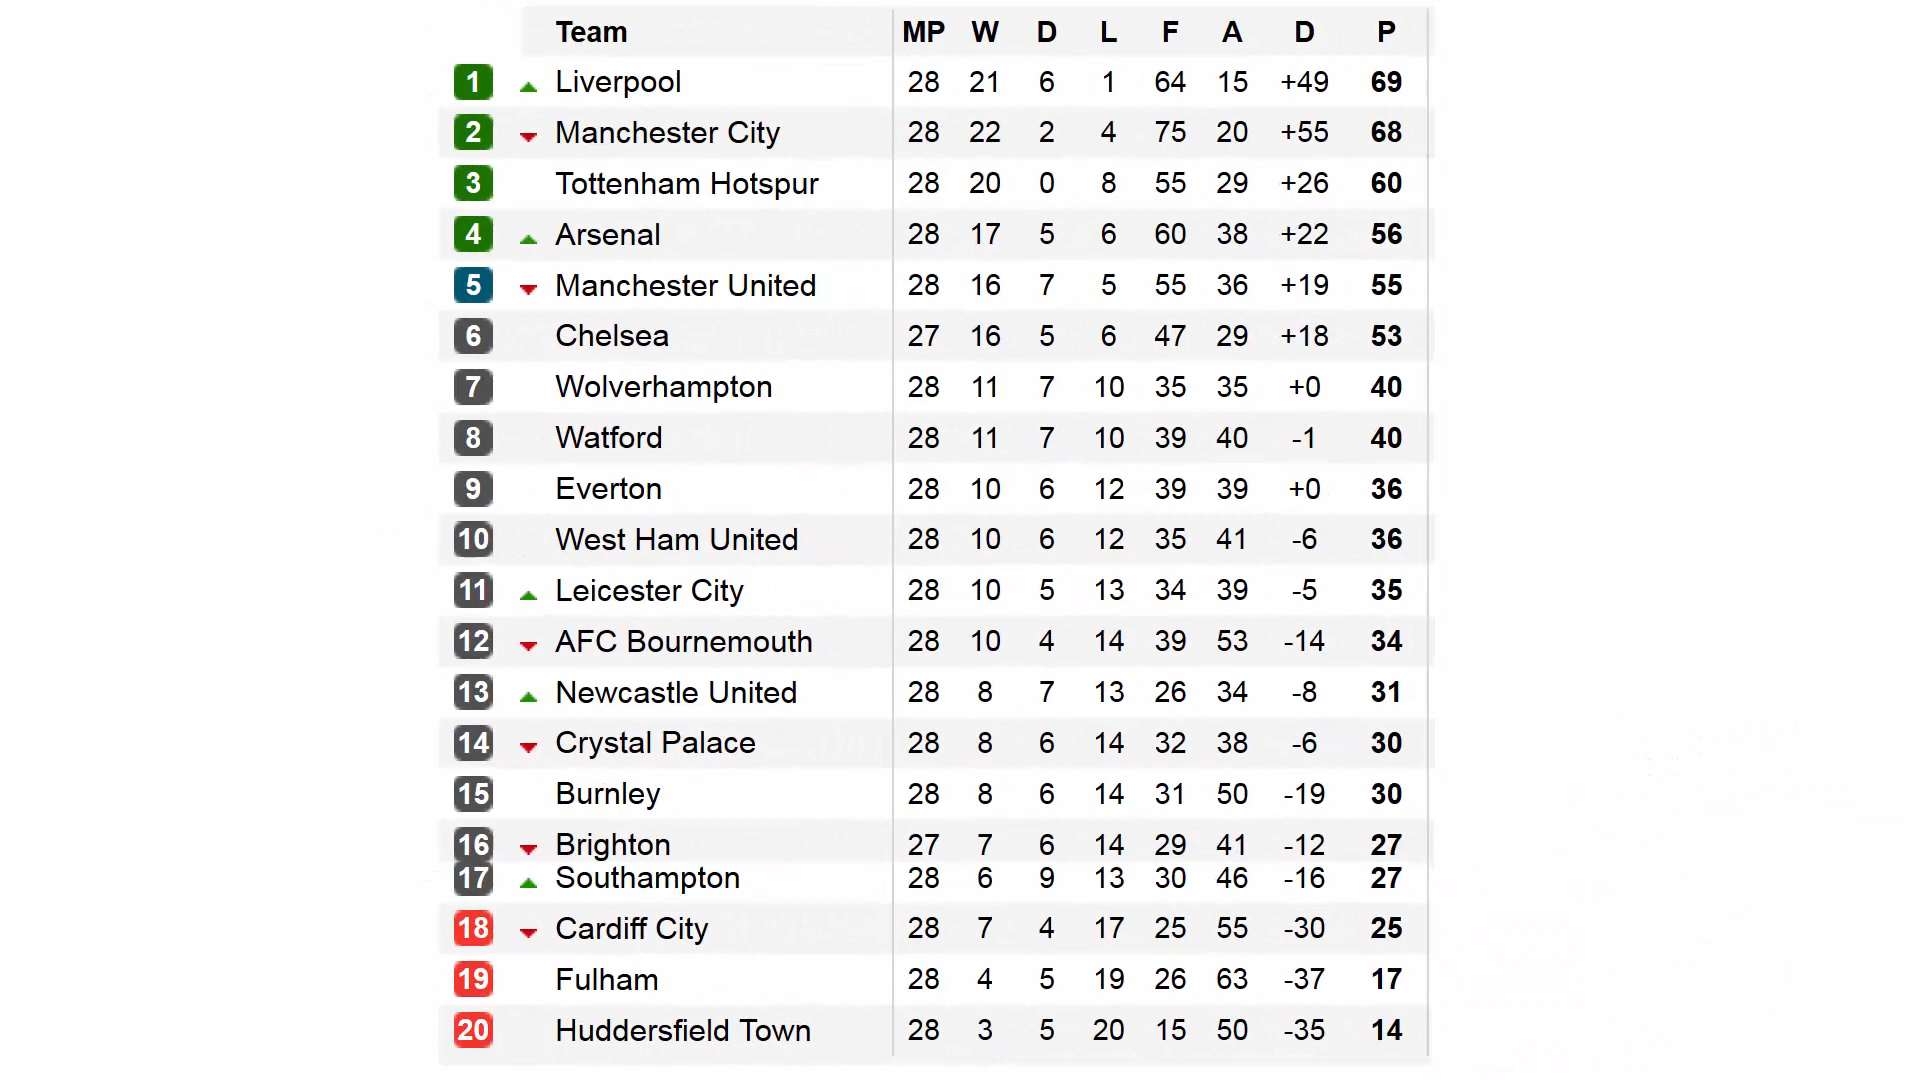 Team MP W D L F A D P
1 Liverpool 28 21 6 1 64 15 +49 69
2 Manchester City 28 22 2 4 75 20 +55 68
3 Tottenham Hotspur 28 20 0 8 55 29 +26 60
4 Arsenal 28 17 5 6 60 38 +22 56
5 Manchester United 28 16 7 5 55 36 +19 55
6 Chelsea 27 16 5 6 47 29 +18 53
7 Wolverhampton 28 11 7 10 35 35 +0 40
8 Watford 28 11 7 10 39 40 -1 40
9 Everton 28 10 6 12 39 39 +0 36
10 West Ham United 28 10 6 12 35 41 -6 36
11 Leicester City 28 10 5 13 34 39 -5 35
12 AFC Bournemouth 28 10 4 14 39 53 -14 34
13 Newcastle United 28 8 7 13 26 34 -8 31
14 Crystal Palace 28 8 6 14 32 38 -6 30
15 Burnley 28 8 6 14 31 50 -19 30
16 Brighton 27 7 6 14 29 41 -12 27
17 Southampton 28 6 9 13 30 46 -16 27
18 Cardiff City 28 7 4 17 25 55 -30 25
19 Fulham 28 4 5 19 26 63 -37 17
20 Huddersfield Town 28 3 5 20 15 50 -35 14